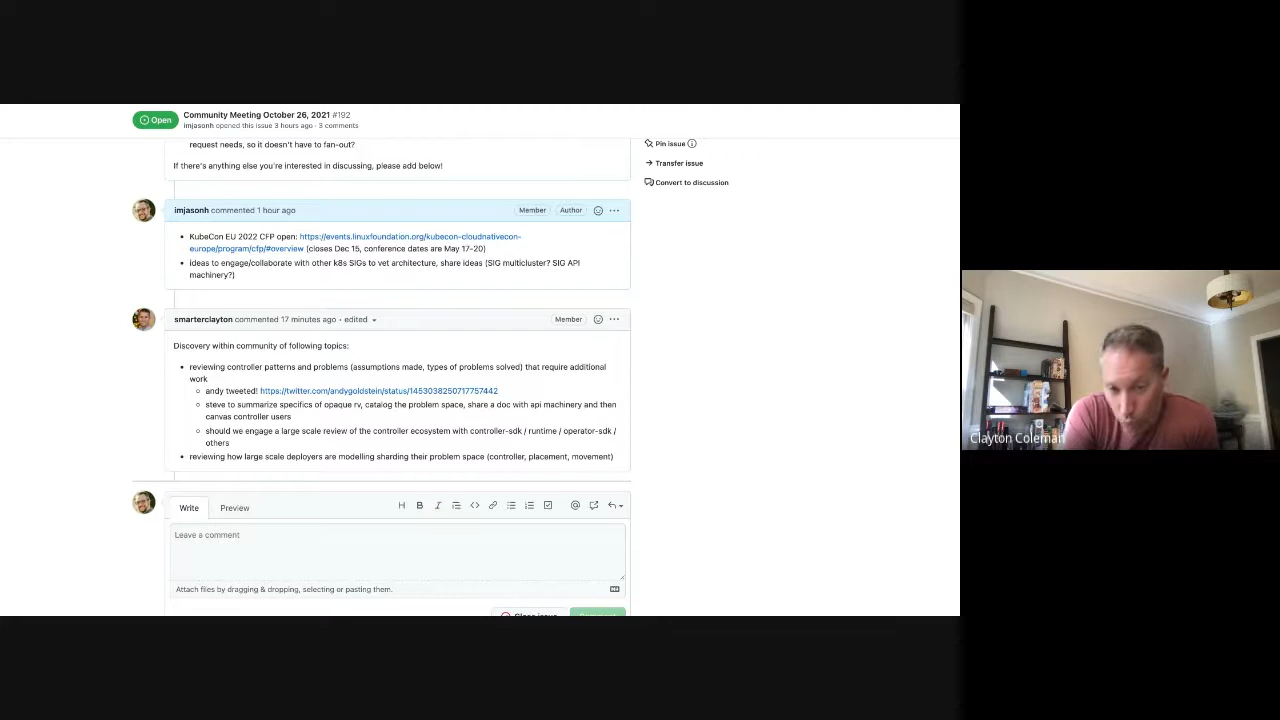 Open
Community Meeting October 26, 2021 #192
imjasonh opened this issue 3 hours ago · 3 comments
request needs, so it doesn't have to fan-out?
If there's anything else you're interested in discussing, please add below!
Pin issue
Transfer issue
Convert to discussion
imjasonh commented 1 hour ago
Member
Author
KubeCon EU 2022 CFP open: https://events.linuxfoundation.org/kubecon-cloudnativecon-
europe/program/cfp/#overview (closes Dec 15, conference dates are May 17-20)
ideas to engage/collaborate with other k8s SIGs to vet architecture, share ideas (SIG multicluster? SIG API
machinery?)
smarterclayton commented 17 minutes ago • edited
Member
Discovery within community of following topics:
reviewing controller patterns and problems (assumptions made, types of problems solved) that require additional
work
andy tweeted! https://twitter.com/andygoldstein/status/1453038250717757442
steve to summarize specifics of opaque rv, catalog the problem space, share a doc with api machinery and then
canvas controller users
should we engage a large scale review of the controller ecosystem with controller-sdk / runtime / operator-sdk /
others
reviewing how large scale deployers are modelling sharding their problem space (controller, placement, movement)
Write
Preview
Leave a comment
Attach files by dragging & dropping, selecting or pasting them.
Close issue
Comment
Clayton Coleman